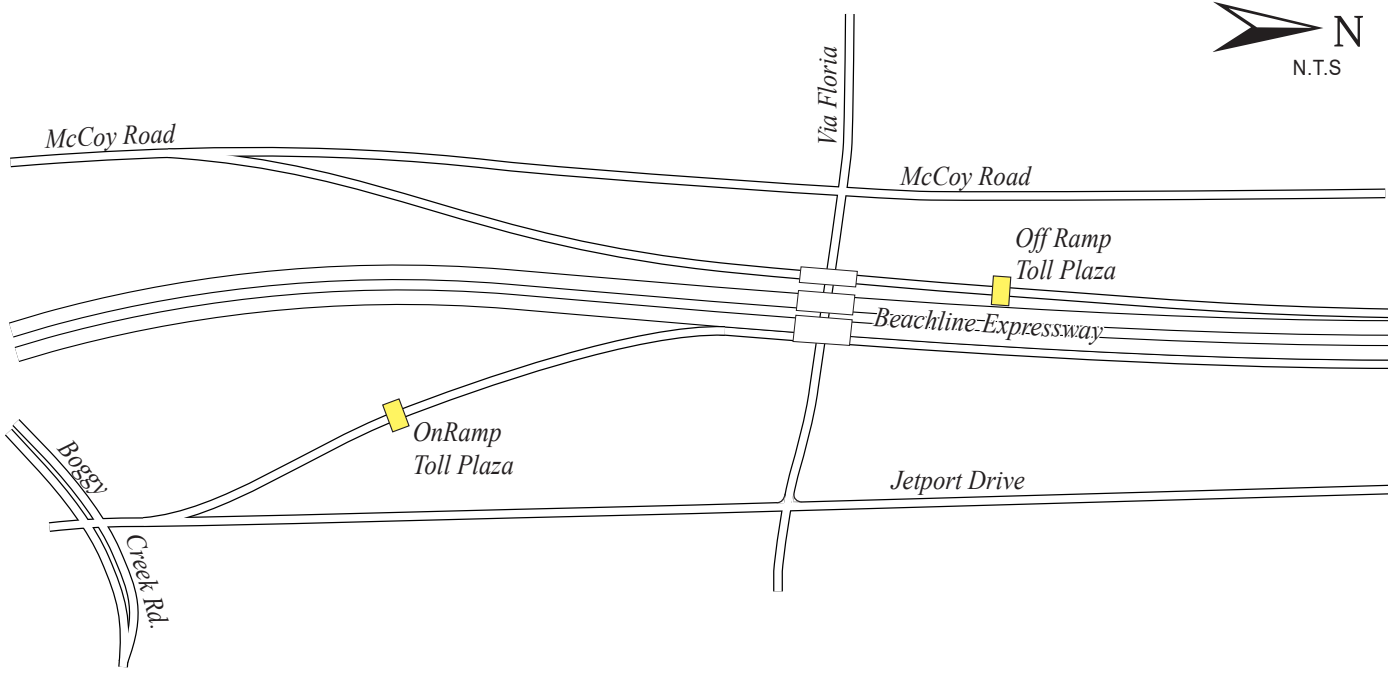 N
N.T.S
Via Floria
McCoy Road
McCoy Road
Off Ramp
Toll Plaza
Beachline Expressway
OnRamp
Toll Plaza
Boggy
Creek Rd.
Jetport Drive